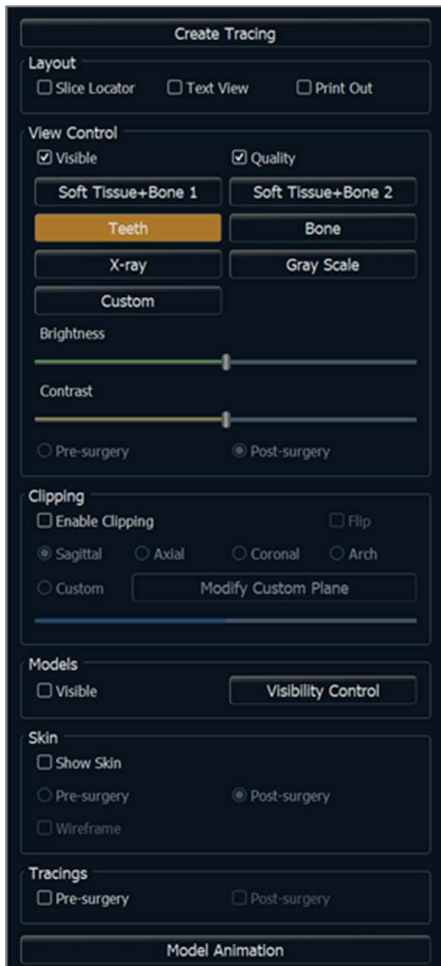 Create Tracing
Layout
Slice Locator Text View Print Out
View Control
Visible Quality
Soft Tissue+Bone 1 Soft Tissue+Bone 2
Teeth Bone
X-ray Gray Scale
Custom
Brightness
Contrast
Pre-surgery Post-surgery
Clipping
Enable Clipping Flip
Sagittal Axial Coronal Arch
Custom Modify Custom Plane
Models
Visible Visibility Control
Skin
Show Skin
Pre-surgery Post-surgery
Wireframe
Tracings
Pre-surgery Post-surgery
Model Animation